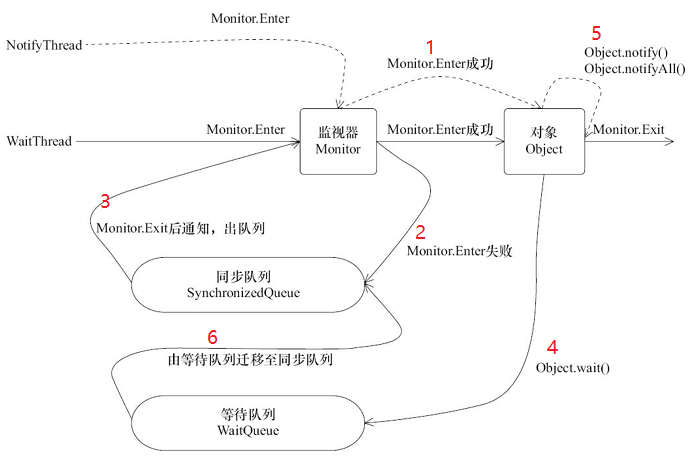 Monitor.Enter
NotifyThread
1
Monitor.Enter成功
5
Object.notify()
Object.notifyAll()
WaitThread
Monitor.Enter
监视器
Monitor
Monitor.Enter成功
对象
Object
Monitor.Exit
3
Monitor.Exit后通知，出队列
2
Monitor.Enter失败
同步队列
SynchronizedQueue
6
由等待队列迁移至同步队列
4
Object.wait()
等待队列
WaitQueue